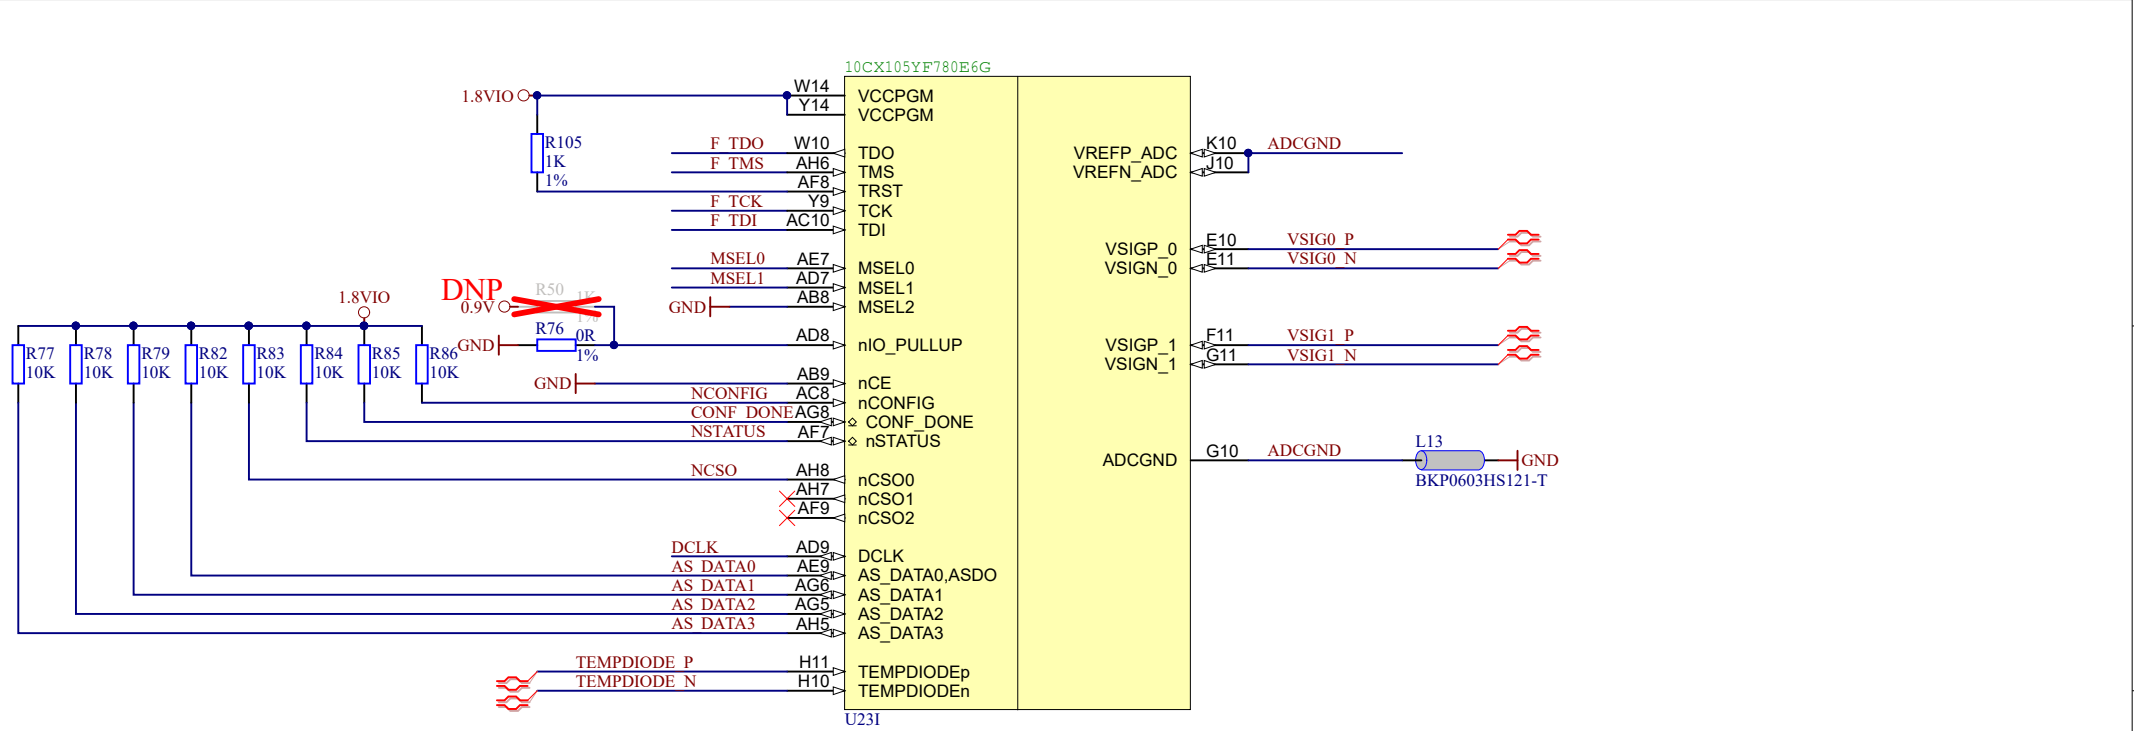 10CX105YF780E6G
1.8VIO
W14
VCCPGM
Y14
VCCPGM
R105
1K
1%
F_TDO
W10
TDO
F_TMS
AH6
TMS
AF8
TRST
F_TCK
Y9
TCK
F_TDI
AC10
TDI
MSEL0
AE7
MSEL0
MSEL1
AD7
MSEL1
GND
AB8
MSEL2
DNP
0.9V
R50
1K
1%
R76
0R
1%
GND
AD8
nIO_PULLUP
1.8VIO
R77
10K
R78
10K
R79
10K
R82
10K
R83
10K
R84
10K
R85
10K
R86
10K
GND
AB9
nCE
NCONFIG
AC8
nCONFIG
CONF_DONE
AG8
CONF_DONE
NSTATUS
AF7
nSTATUS
NCSO
AH8
nCSO0
AH7
nCSO1
AF9
nCSO2
DCLK
AD9
DCLK
AS_DATA0
AE9
AS_DATA0,ASDO
AS_DATA1
AG6
AS_DATA1
AS_DATA2
AG5
AS_DATA2
AS_DATA3
AH5
AS_DATA3
TEMPDIODE_P
H11
TEMPDIODEp
TEMPDIODE_N
H10
TEMPDIODEn
U23I
VREFP_ADC
K10
ADCGND
VREFN_ADC
J10
VSIGP_0
E10
VSIG0_P
VSIGN_0
E11
VSIG0_N
VSIGP_1
F11
VSIG1_P
VSIGN_1
G11
VSIG1_N
ADCGND
G10
ADCGND
L13
GND
BKP0603HS121-T